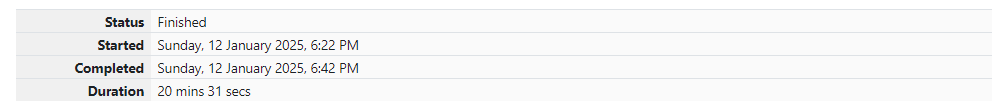 Status Finished
Started Sunday, 12 January 2025, 6:22 PM
Completed Sunday, 12 January 2025, 6:42 PM
Duration 20 mins 31 secs